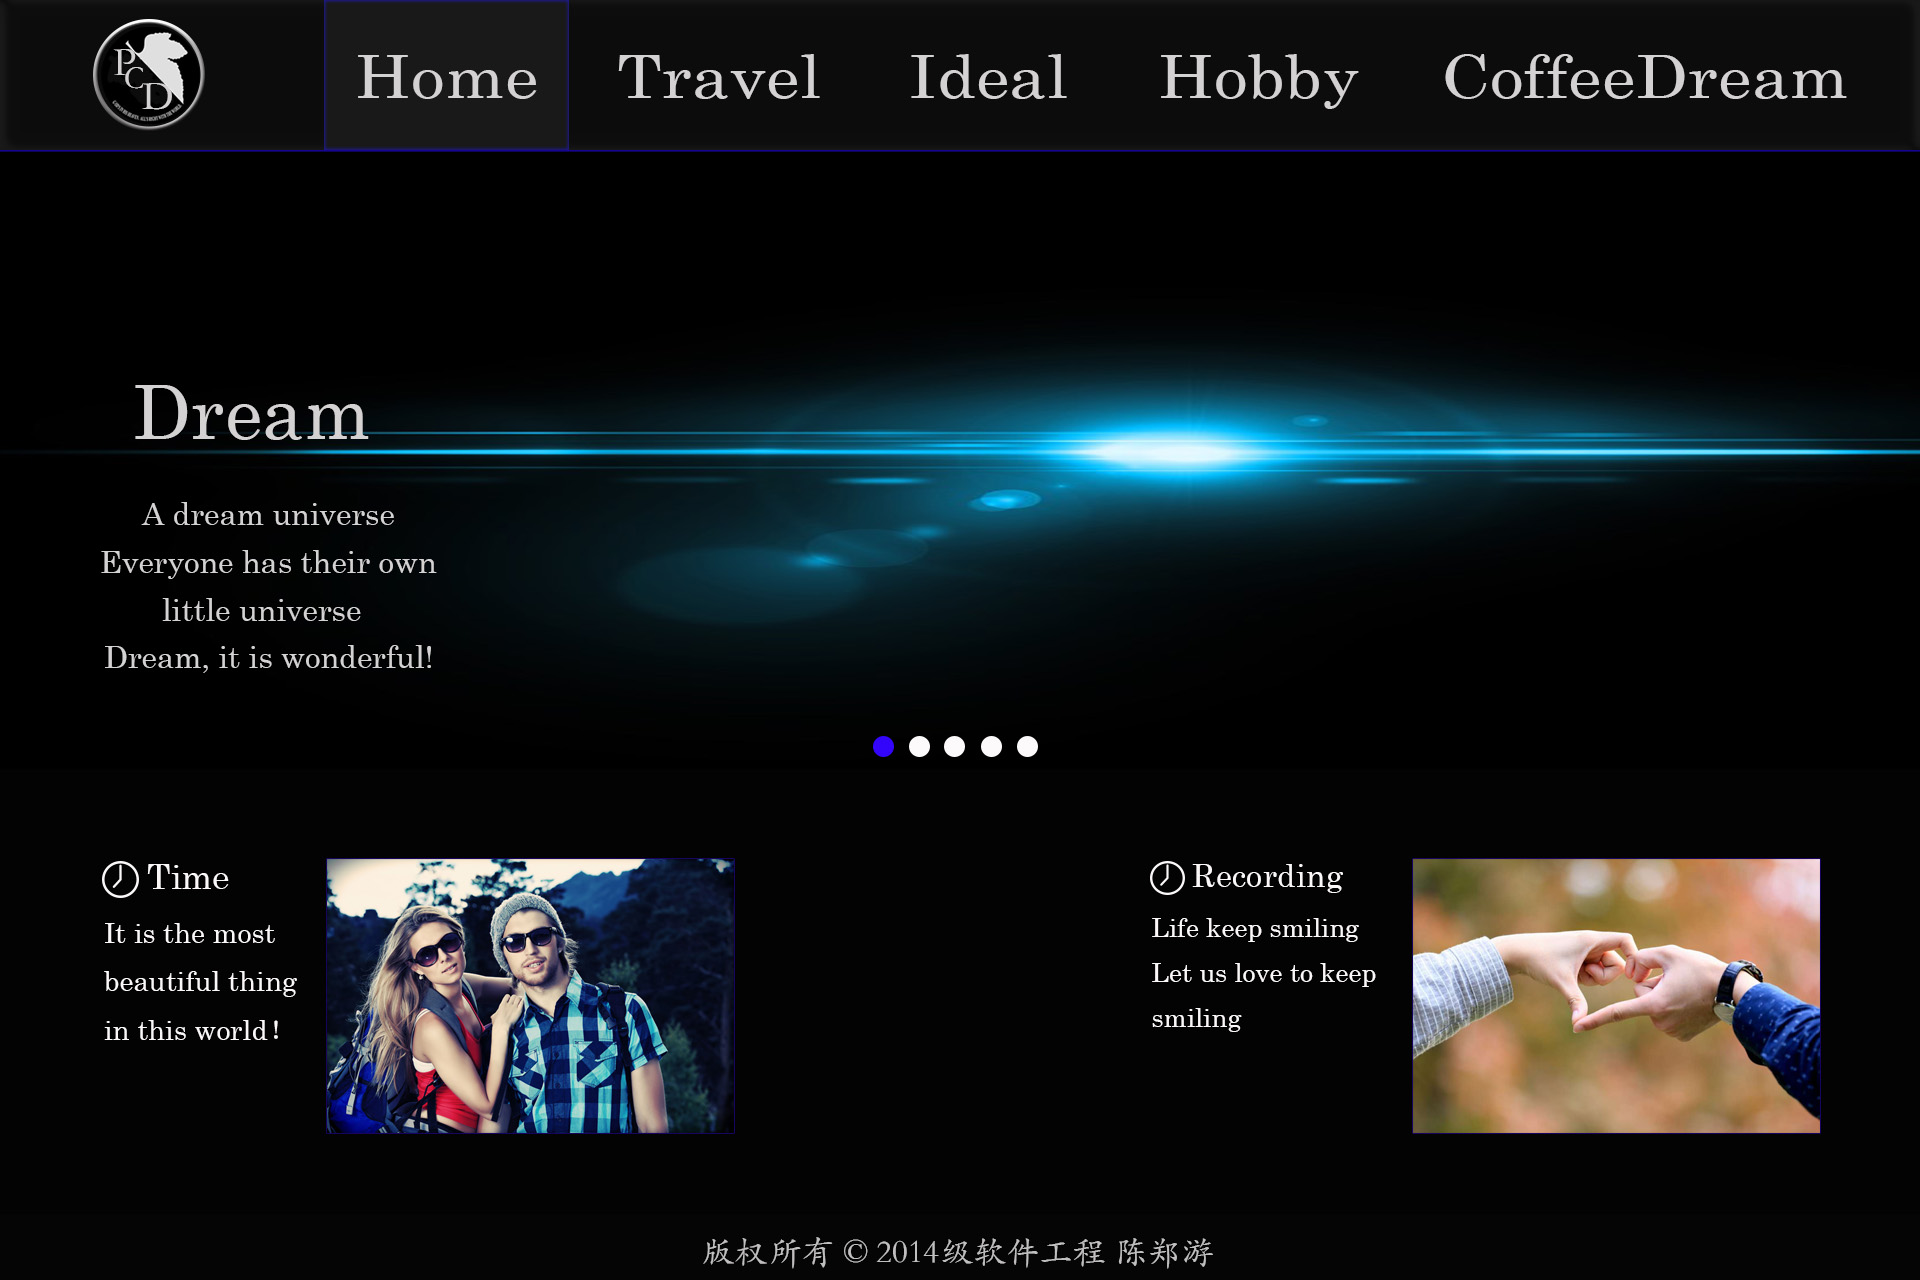 PCD
Home
Travel
Ideal
Hobby
CoffeeDream
Dream
A dream universe
Everyone has their own
little universe
Dream, it is wonderful!
Time
It is the most
beautiful thing
in this world!
Recording
Life keep smiling
Let us love to keep
smiling
版权所有 © 2014级软件工程 陈郑游